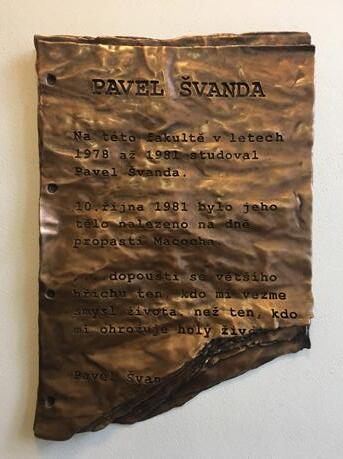 PAVEL ŠVANDA
Na této fakultě v letech
1978 až 1981 studoval
Pavel Švanda.
10.října 1981 bylo jeho
tělo nalezeno na dně
propasti Macocha.
...dopouští se většího
hříchu ten, kdo mi vezme
smysl života, než ten, kdo
mi ohrožuje holý živo
Pavel Švan